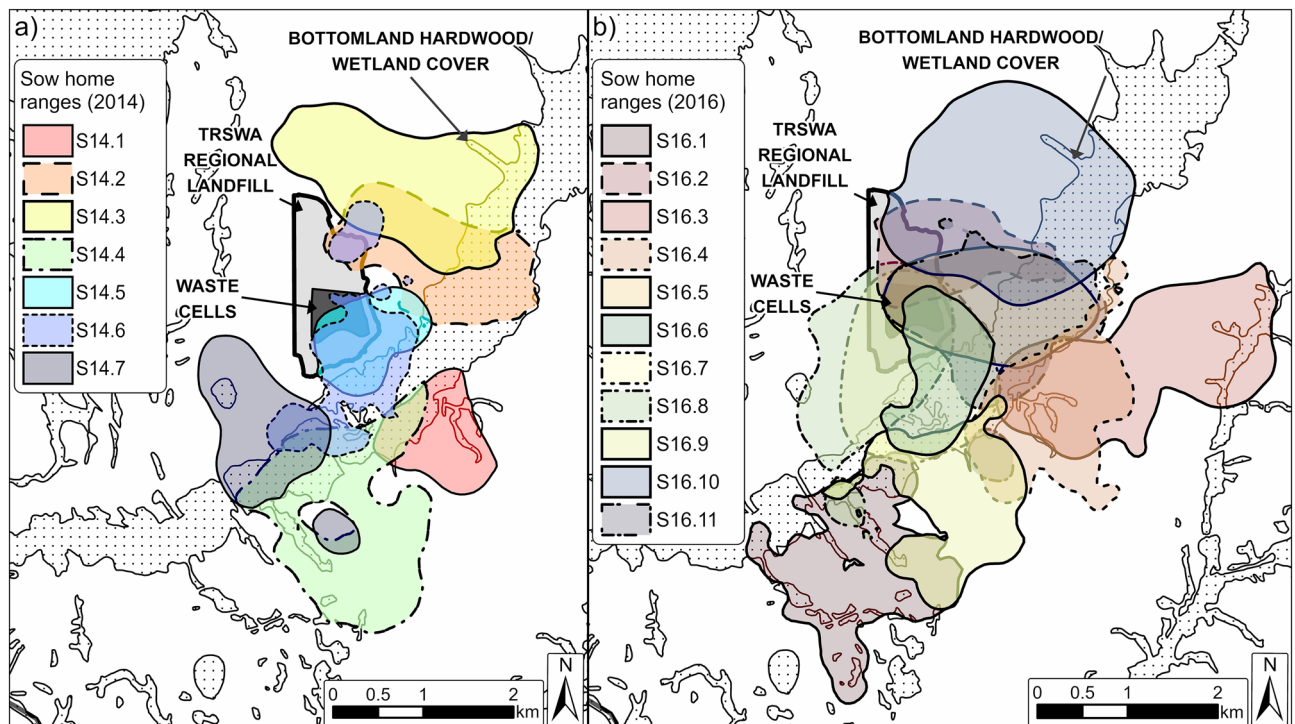 a)
BOTTOMLAND HARDWOOD/
WETLAND COVER
Sow home
ranges (2014)
S14.1
S14.2
S14.3
S14.4
S14.5
S14.6
S14.7
TRSWA
REGIONAL
LANDFILL
WASTE
CELLS
0 0.5 1 2
km
N
b)
BOTTOMLAND HARDWOOD/
WETLAND COVER
Sow home
ranges (2016)
S16.1
S16.2
S16.3
S16.4
S16.5
S16.6
S16.7
S16.8
S16.9
S16.10
S16.11
TRSWA
REGIONAL
LANDFILL
WASTE
CELLS
0 0.5 1 2
km
N